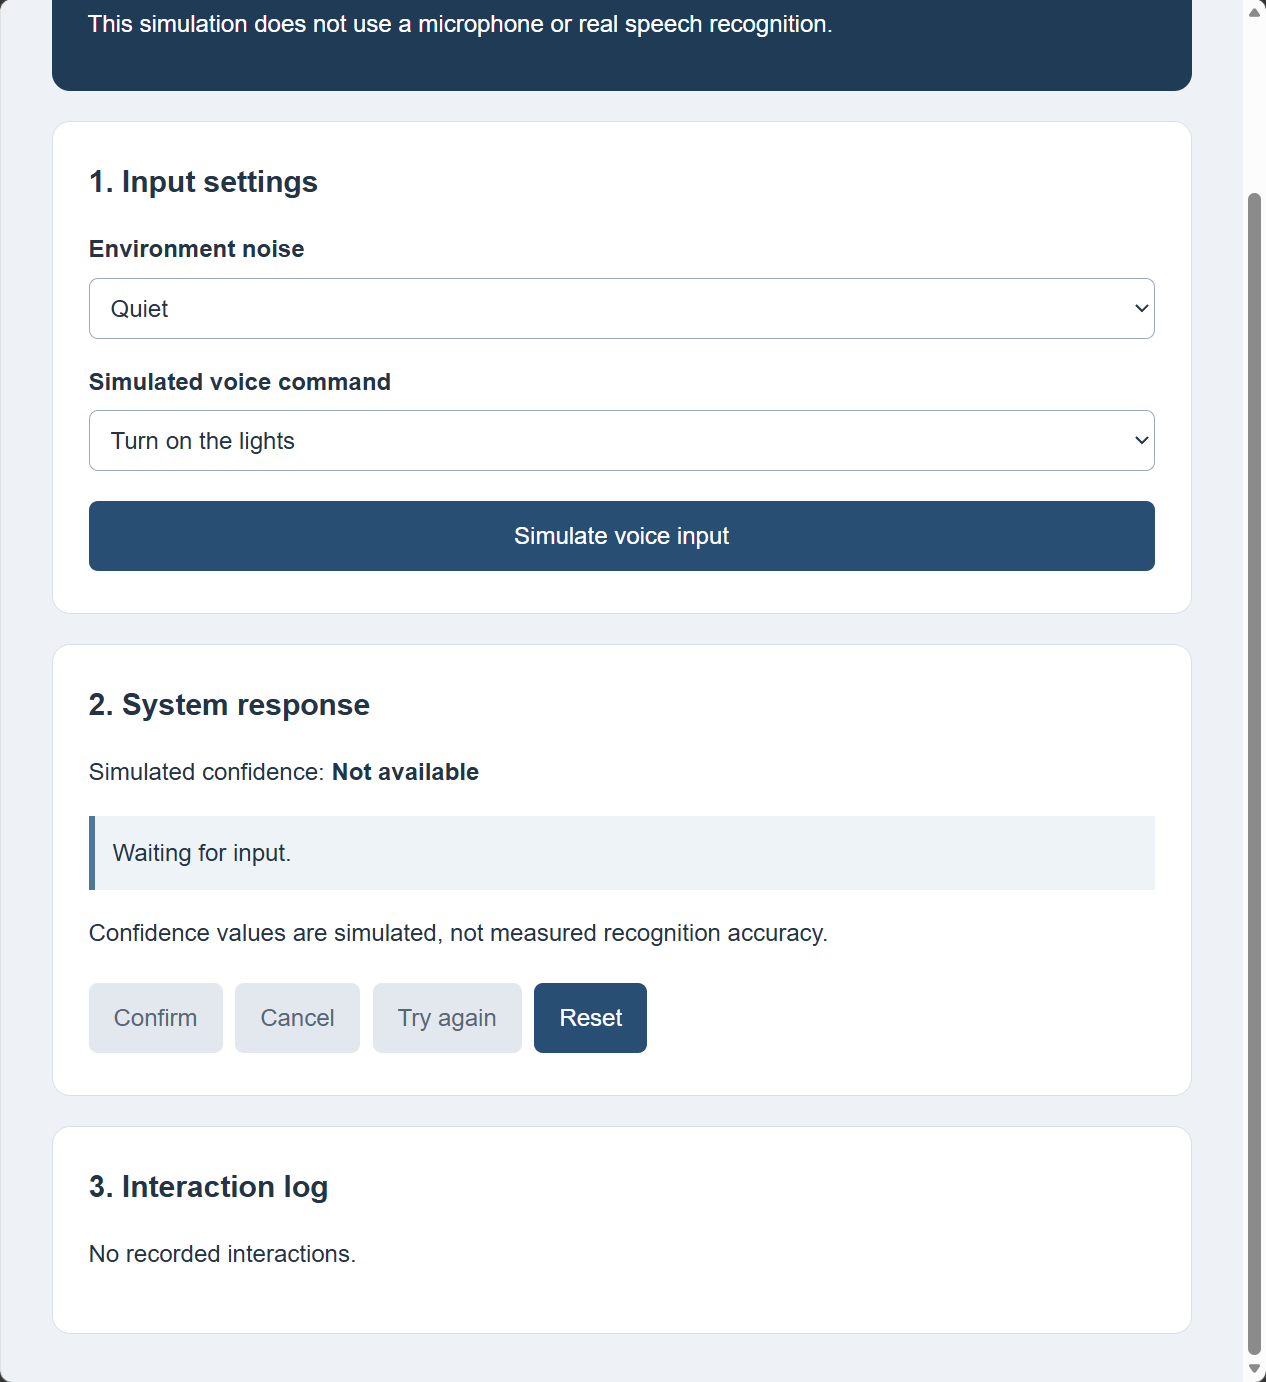 This simulation does not use a microphone or real speech recognition.
1. Input settings
Environment noise
Quiet
Simulated voice command
Turn on the lights
Simulate voice input
2. System response
Simulated confidence: Not available
Waiting for input.
Confidence values are simulated, not measured recognition accuracy.
Confirm Cancel Try again Reset
3. Interaction log
No recorded interactions.